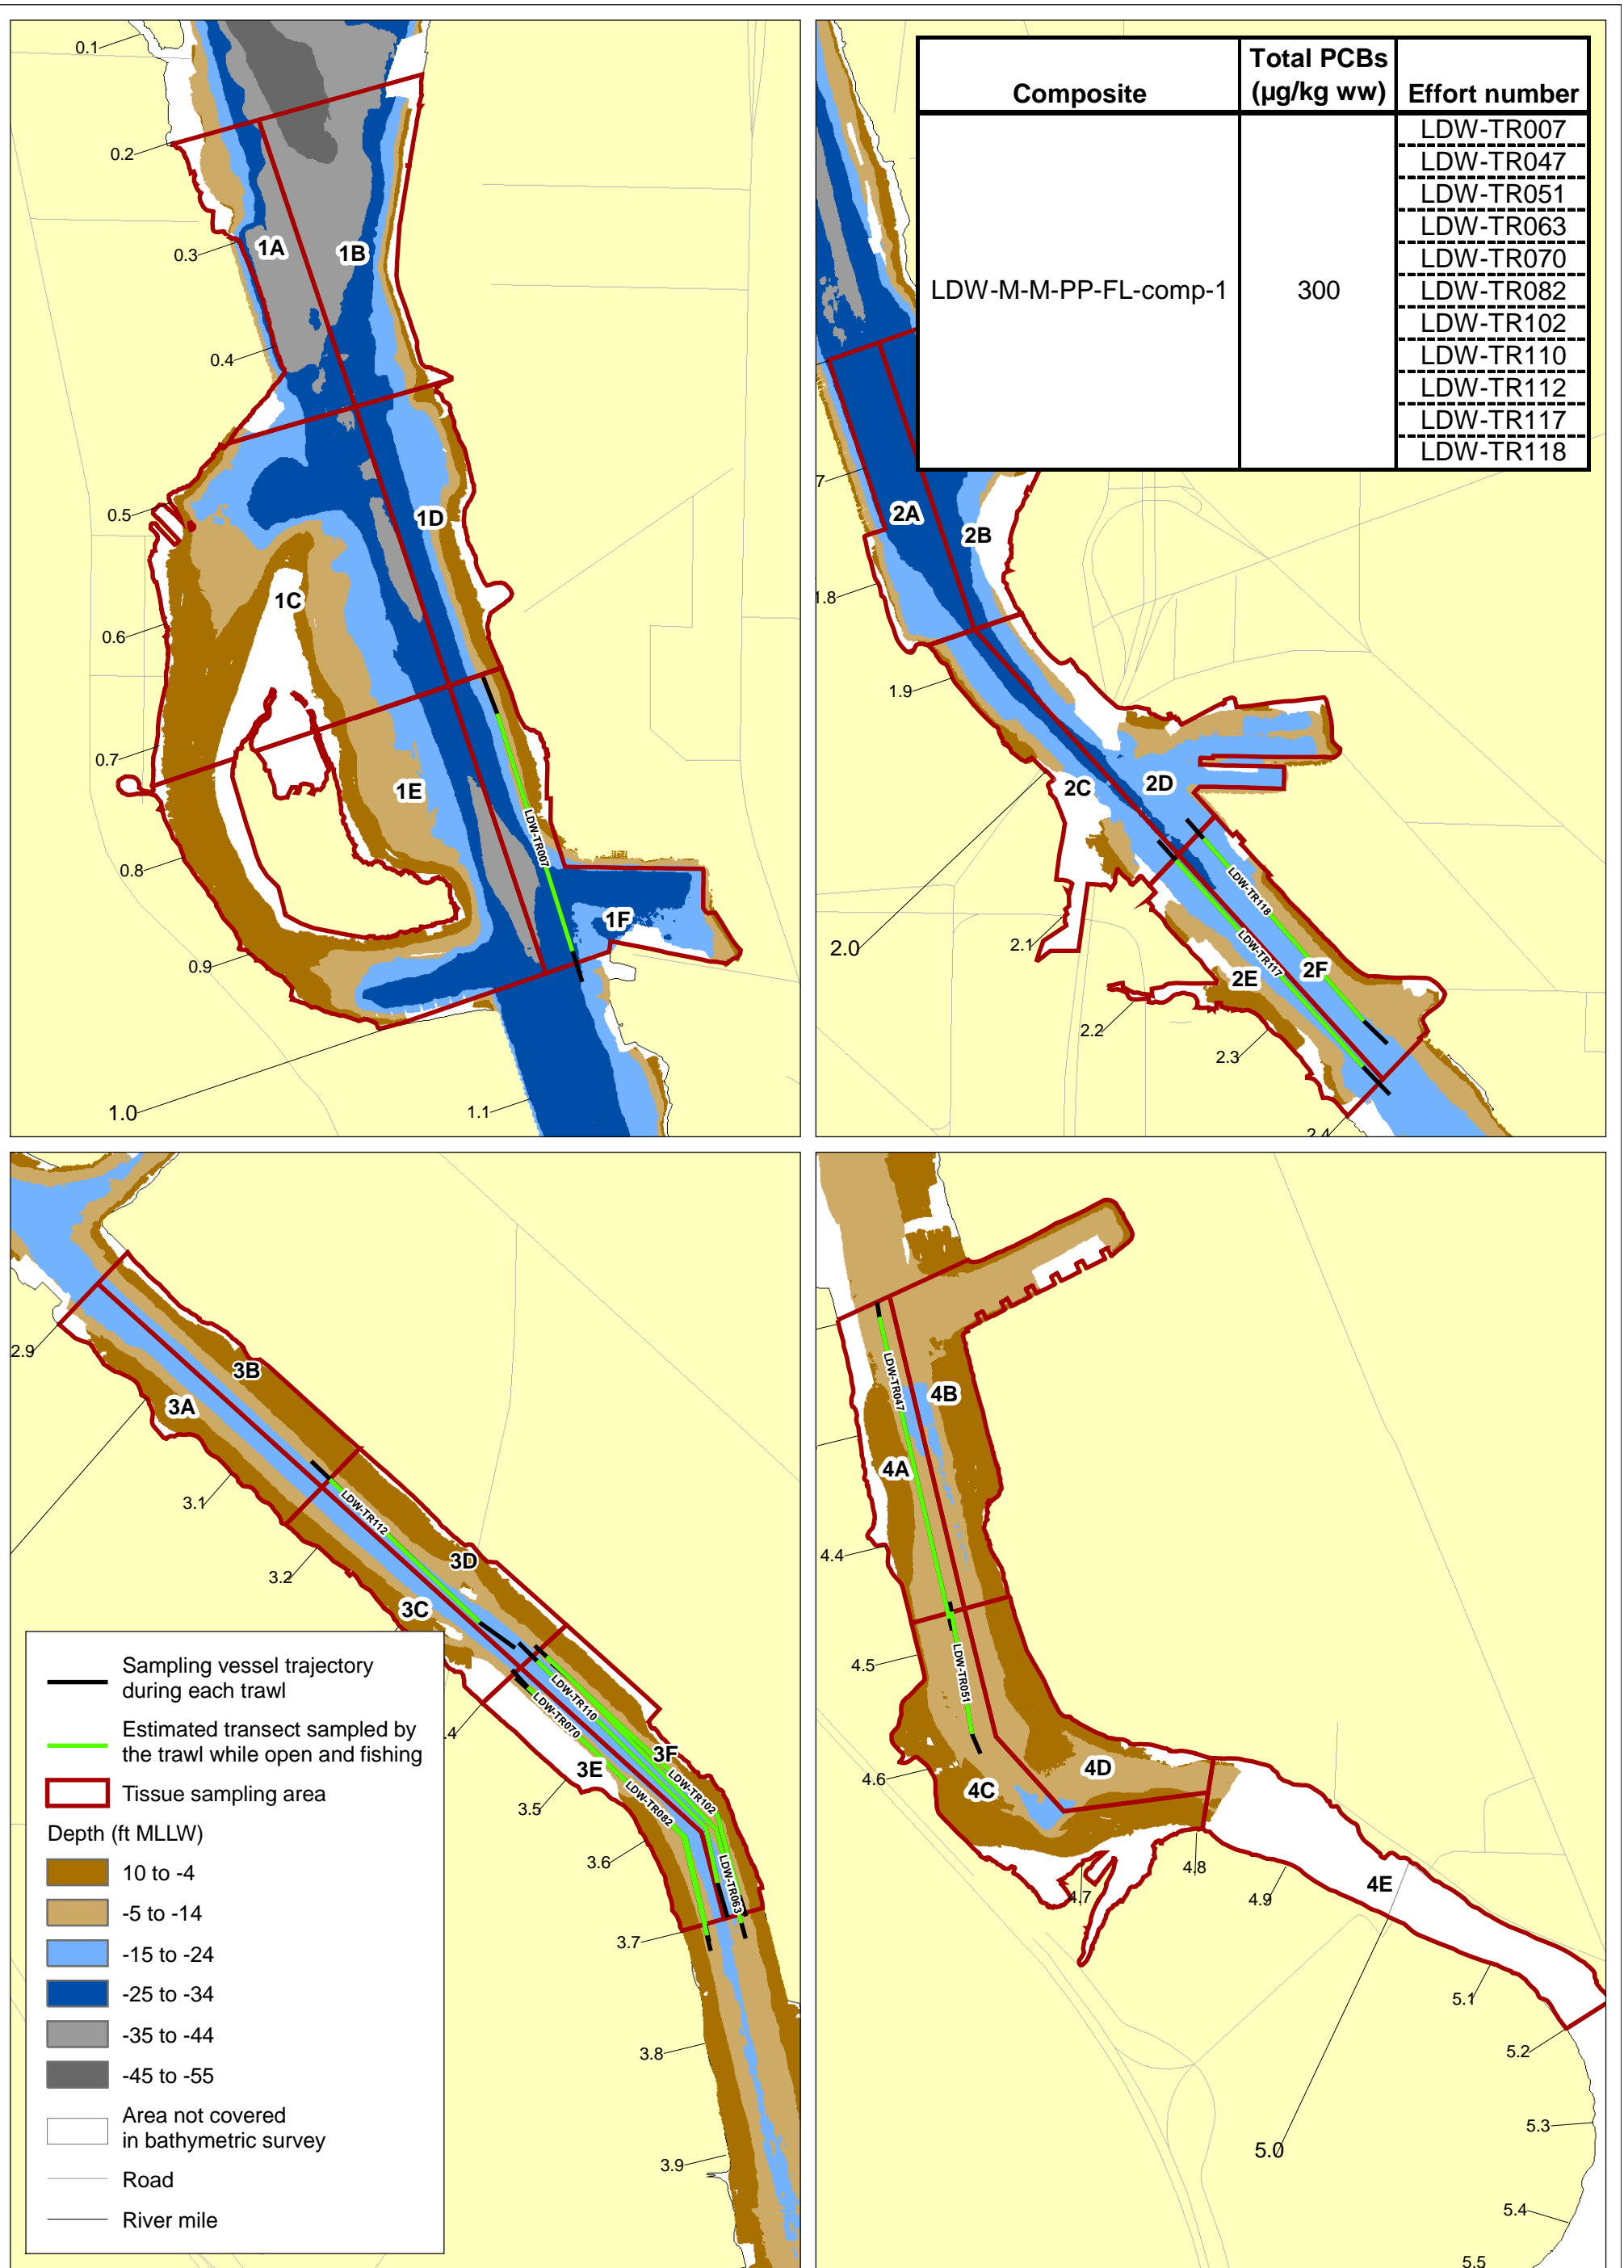 0.1
0.2
0.3
1A
1B
0.4
0.5
1D
1C
0.6
0.7
1E
LDW-TR007
0.8
1F
0.9
1.0
1.1
Composite
Total PCBs
(µg/kg ww)
Effort number
LDW-M-M-PP-FL-comp-1
300
LDW-TR007
LDW-TR047
LDW-TR051
LDW-TR063
LDW-TR070
LDW-TR082
LDW-TR102
LDW-TR110
LDW-TR112
LDW-TR117
LDW-TR118
7
2A
2B
1.8
1.9
2C
2D
LDW-TR118
2.0
2.1
LDW-TR117
2E
2F
2.2
2.3
2.4
2.9
3B
3A
3.1
LDW-TR112
3.2
3D
3C
.4
LDW-TR110
LDW-TR070
3F
3E
LDW-TR102
3.5
LDW-TR082
3.6
LDW-TR063
3.7
3.8
3.9
Sampling vessel trajectory
during each trawl
Estimated transect sampled by
the trawl while open and fishing
Tissue sampling area
Depth (ft MLLW)
10 to -4
-5 to -14
-15 to -24
-25 to -34
-35 to -44
-45 to -55
Area not covered
in bathymetric survey
Road
River mile
LDW-TR047
4B
4A
4.4
4.5
LDW-TR051
4D
4.6
4C
4.7
4.8
4.9
4E
5.1
5.2
5.0
5.3
5.4
5.5